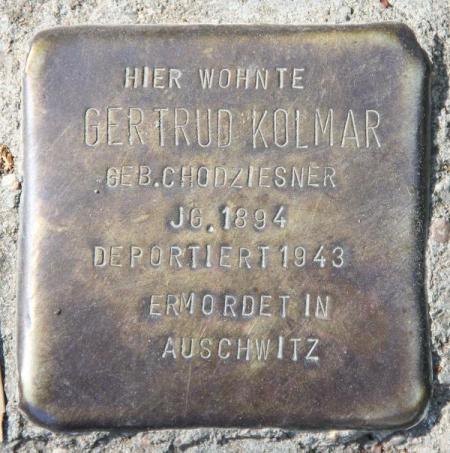 HIER WOHNTE
GERTRUD KOLMAR
GEB. CHODZIESNER
JG. 1894
DEPORTIERT 1943
ERMORDET IN
AUSCHWITZ